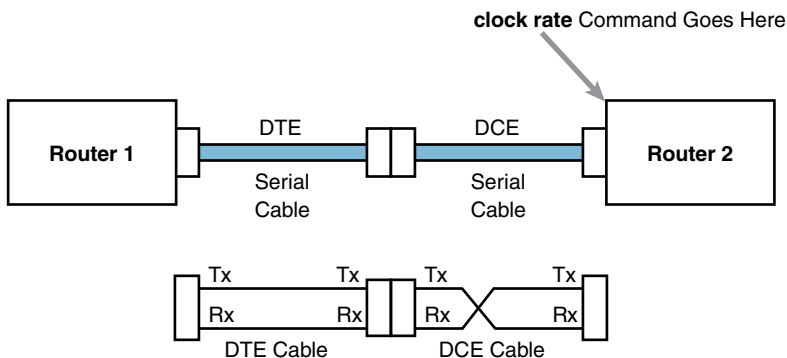 clock rate Command Goes Here
DTE
DCE
Router 1
Router 2
Serial
Cable
Serial
Cable
Tx
Tx
Tx
Tx
Rx
Rx
Rx
Rx
DTE Cable
DCE Cable